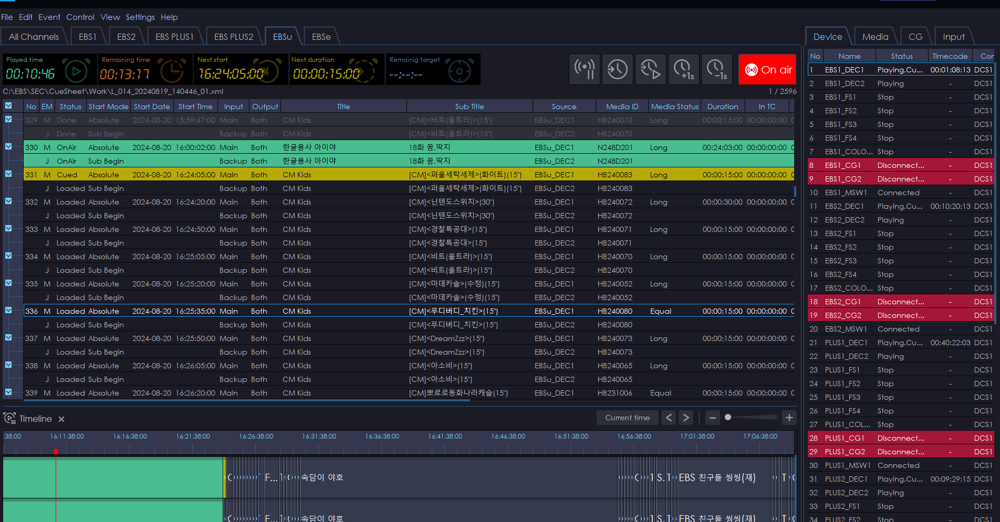 File Edit Event Control View Settings Help
All Channels EBS1 EBS2 EBS PLUS1 EBS PLUS2 EBSu EBSe
Played time 00:10:46
Remaining time 00:13:17
Next start 16:24:05:00
Next duration 00:00:15:00
Remaining target --:--:--
+1s -1s On air
C:\EBS\SEC\CueSheet\Work\L_014_20240819_140446_01.xml 1 / 2596
No EM Status Start Mode Start Date Start Time Input Output Title Sub Title Source Media ID Media Status Duration In TC
329 M Done Absolute 2024-08-20 15:59:47:00 Main Both CM Kids [CM]<비트(울트라)>(15") EBSu_DEC1 HB240070 Long 00:00:15:00 00:00:00:00 0
J Done Sub Begin Backup Both CM Kids [CM]<비트(울트라)>(15") EBSu_DEC2 HB240070
330 M OnAir Absolute 2024-08-20 16:00:02:00 Main Both 한글용사 아이야 18화 꿈,딱지 EBSu_DEC1 N248D201 Long 00:24:03:00 00:00:00:00 0
J OnAir Sub Begin Backup Both 한글용사 아이야 18화 꿈,딱지 EBSu_DEC2 N248D201
331 M Cued Absolute 2024-08-20 16:24:05:00 Main Both CM Kids [CM]<퍼울세탁세제>(화이트)(15") EBSu_DEC1 HB240083 Long 00:00:15:00 00:00:00:00 0
J Loaded Sub Begin Backup Both CM Kids [CM]<퍼울세탁세제>(화이트)(15") EBSu_DEC2 HB240083
332 M Loaded Absolute 2024-08-20 16:24:20:00 Main Both CM Kids [CM]<닌텐도스위치>(30") EBSu_DEC1 HB240072 Long 00:00:30:00 00:00:00:00 0
J Loaded Sub Begin Backup Both CM Kids [CM]<닌텐도스위치>(30") EBSu_DEC2 HB240072
333 M Loaded Absolute 2024-08-20 16:24:50:00 Main Both CM Kids [CM]<경찰특공대>(15") EBSu_DEC1 HB240071 Long 00:00:15:00 00:00:00:00 0
J Loaded Sub Begin Backup Both CM Kids [CM]<경찰특공대>(15") EBSu_DEC2 HB240071
334 M Loaded Absolute 2024-08-20 16:25:05:00 Main Both CM Kids [CM]<비트(울트라)>(15") EBSu_DEC1 HB240070 Long 00:00:15:00 00:00:00:00 0
J Loaded Sub Begin Backup Both CM Kids [CM]<비트(울트라)>(15") EBSu_DEC2 HB240070
335 M Loaded Absolute 2024-08-20 16:25:20:00 Main Both CM Kids [CM]<마데카솔>(수정)(15") EBSu_DEC1 HB240052 Long 00:00:15:00 00:00:00:00 0
J Loaded Sub Begin Backup Both CM Kids [CM]<마데카솔>(수정)(15") EBSu_DEC2 HB240052
336 M Loaded Absolute 2024-08-20 16:25:35:00 Main Both CM Kids [CM]<푸디버디_치킨>(15") EBSu_DEC1 HB240080 Equal 00:00:15:00 00:00:00:00 0
J Loaded Sub Begin Backup Both CM Kids [CM]<푸디버디_치킨>(15") EBSu_DEC2 HB240080
337 M Loaded Absolute 2024-08-20 16:25:50:00 Main Both CM Kids [CM]<DreamZzz>(15") EBSu_DEC1 HB240073 Long 00:00:15:00 00:00:00:00 0
J Loaded Sub Begin Backup Both CM Kids [CM]<DreamZzz>(15") EBSu_DEC2 HB240073
338 M Loaded Absolute 2024-08-20 16:26:05:00 Main Both CM Kids [CM]<아소비>(15") EBSu_DEC1 HB240065 Long 00:00:15:00 00:00:00:00 0
J Loaded Sub Begin Backup Both CM Kids [CM]<아소비>(15") EBSu_DEC2 HB240065
339 M Loaded Absolute 2024-08-20 16:26:20:00 Main Both CM Kids [CM]뽀로로동화나라캐슬(15") EBSu_DEC1 HB231006 Equal 00:00:15:00 00:00:00:00 0
Timeline Current time
:38:00 16:11:38:00 16:16:38:00 16:21:38:00 16:26:38:00 16:31:38:00 16:36:38:00 16:41:38:00 16:46:38:00 16:51:38:00 16:56:38:00 17:01:38:00 17:06:38:00
F... 속담이 야호 S. T EBS 친구들 씽씽(재) T
F... 속담이 야호 S. T EBS 친구들 씽씽(재) T
Device Media CG Input
No Name Status Timecode Con
1 EBS1_DEC1 Playing.Cu... 00:01:08:13 DCS1
2 EBS1_DEC2 Playing - DCS1
3 EBS1_FS1 Stop - DCS1
4 EBS1_FS2 Stop - DCS1
5 EBS1_FS3 Stop - DCS1
6 EBS1_FS4 Stop - DCS1
7 EBS1_COLO... Stop - DCS1
8 EBS1_CG1 Disconnect... - DCS1
9 EBS1_CG2 Disconnect... - DCS1
10 EBS1_MSW1 Connected - DCS1
11 EBS2_DEC1 Playing.Cu... 00:10:20:13 DCS1
12 EBS2_DEC2 Playing - DCS1
13 EBS2_FS1 Stop - DCS1
14 EBS2_FS2 Stop - DCS1
15 EBS2_FS3 Stop - DCS1
16 EBS2_FS4 Stop - DCS1
17 EBS2_COLO... Stop - DCS1
18 EBS2_CG1 Disconnect... - DCS1
19 EBS2_CG2 Disconnect... - DCS1
20 EBS2_MSW1 Connected - DCS1
21 PLUS1_DEC1 Playing.Cu... 00:40:22:03 DCS1
22 PLUS1_DEC2 Playing - DCS1
23 PLUS1_FS1 Stop - DCS1
24 PLUS1_FS2 Stop - DCS1
25 PLUS1_FS3 Stop - DCS1
26 PLUS1_FS4 Stop - DCS1
27 PLUS1_COL... Stop - DCS1
28 PLUS1_CG1 Disconnect... - DCS1
29 PLUS1_CG2 Disconnect... - DCS1
30 PLUS1_MSW1 Connected - DCS1
31 PLUS2_DEC1 Playing.Cu... 00:09:29:15 DCS1
32 PLUS2_DEC2 Playing - DCS1
33 PLUS2_FS1 Stop - DCS1
34 PLUS2_FS2 Stop - DCS1